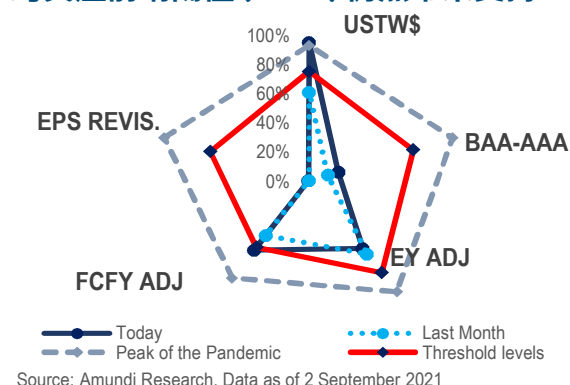 USTW$
100%
80%
60%
40%
20%
0%
EPS REVIS.
BAA-AAA
EY ADJ
FCFY ADJ
Today
Last Month
Peak of the Pandemic
Threshold levels
Source: Amundi Research. Data as of 2 September 2021